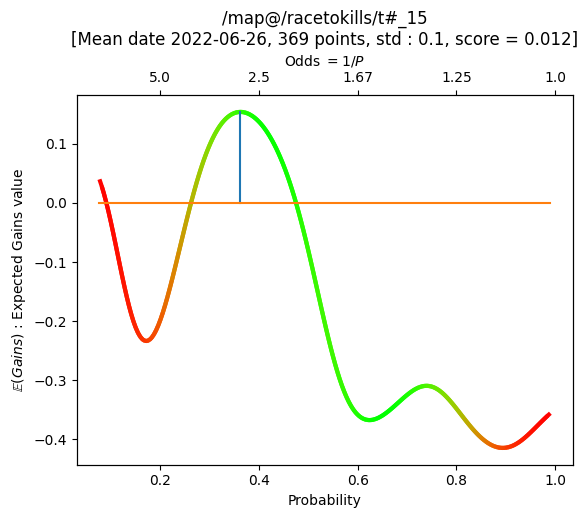 /map@/racetokills/t#_15
[Mean date 2022-06-26, 369 points, std : 0.1, score = 0.012]
Odds = 1/P
5.0 2.5 1.67 1.25 1.0
0.1
0.0
−0.1
−0.2
−0.3
−0.4
𝔼(Gains) : Expected Gains value
0.2 0.4 0.6 0.8 1.0
Probability